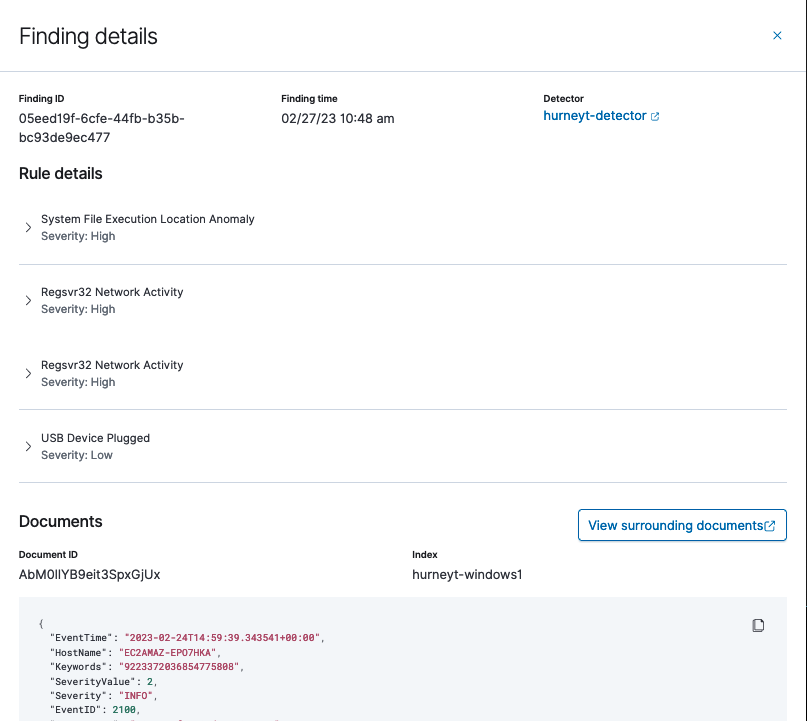 Finding details
Finding ID
Finding time
Detector
05eed19f-6cfe-44fb-b35b-
bc93de9ec477
02/27/23 10:48 am
hurneyt-detector
Rule details
System File Execution Location Anomaly
Severity: High
Regsvr32 Network Activity
Severity: High
Regsvr32 Network Activity
Severity: High
USB Device Plugged
Severity: Low
Documents
View surrounding documents
Document ID
Index
AbM0llYB9eit3SpxGjUx
hurneyt-windows1
{
"EventTime": "2023-02-24T14:59:39.343541+00:00",
"HostName": "EC2AMAZ-EPO7HKA",
"Keywords": "9223372036854775808",
"SeverityValue": 2,
"Severity": "INFO",
"EventID": 2100,